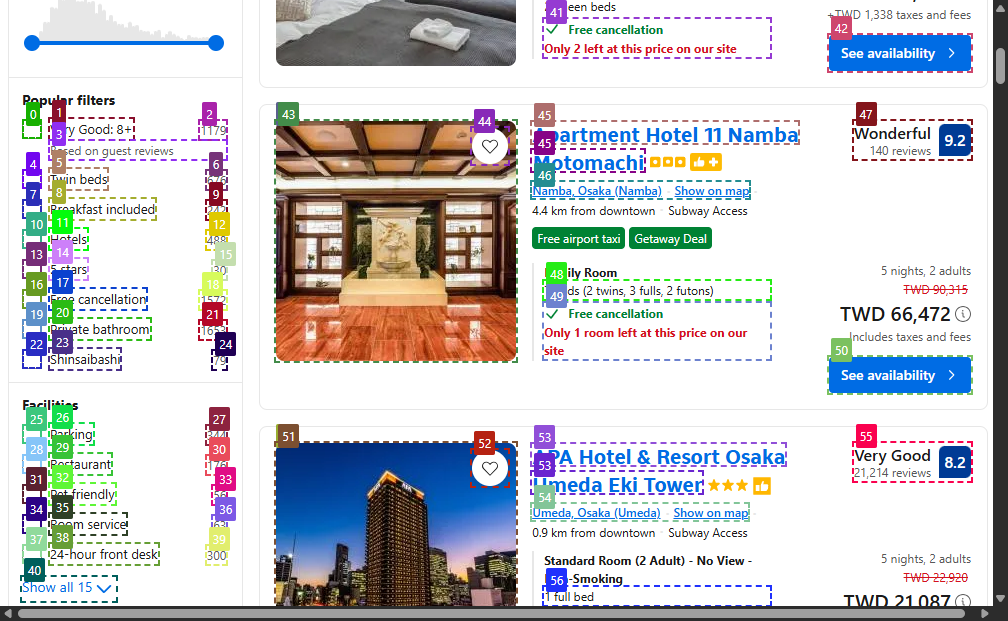 Popular filters
0
1
2
Very Good: 8+
1179
3
Based on guest reviews
4
5
6
Twin beds
7
8
9
Breakfast included
10
11
12
Hotels
488
13
14
15
5 stars
30
16
17
18
Free cancellation
1572
19
20
21
Private bathroom
1653
22
23
24
Shinsaibashi
79
Facilities
25
26
27
Parking
28
29
30
Restaurant
176
31
32
33
Pet friendly
56
34
35
36
Room service
63
37
38
39
24-hour front desk
300
40
Show all 15
41
Free cancellation
Only 2 left at this price on our site
+TWD 1,338 taxes and fees
42
See availability
43
44
45
Apartment Hotel 11 Namba
45
Motomachi
46
Namba, Osaka (Namba)
Show on map
4.4 km from downtown
Subway Access
Free airport taxi
Getaway Deal
47
Wonderful
140 reviews
9.2
48
Family Room
(2 twins, 3 fulls, 2 futons)
49
Free cancellation
Only 1 room left at this price on our
site
5 nights, 2 adults
TWD 90,315
TWD 66,472
Includes taxes and fees
50
See availability
51
52
53
APA Hotel & Resort Osaka
53
Umeda Eki Tower
54
Umeda, Osaka (Umeda)
Show on map
0.9 km from downtown
Subway Access
55
Very Good
21,214 reviews
8.2
Standard Room (2 Adult) - No View -
Non-Smoking
56
1 full bed
5 nights, 2 adults
TWD 22,920
TWD 21,087